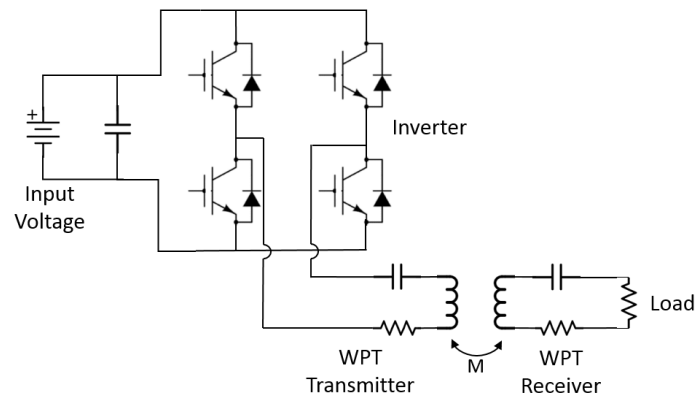 +
Inverter
Input
Voltage
Load
M
WPT
Transmitter
WPT
Receiver